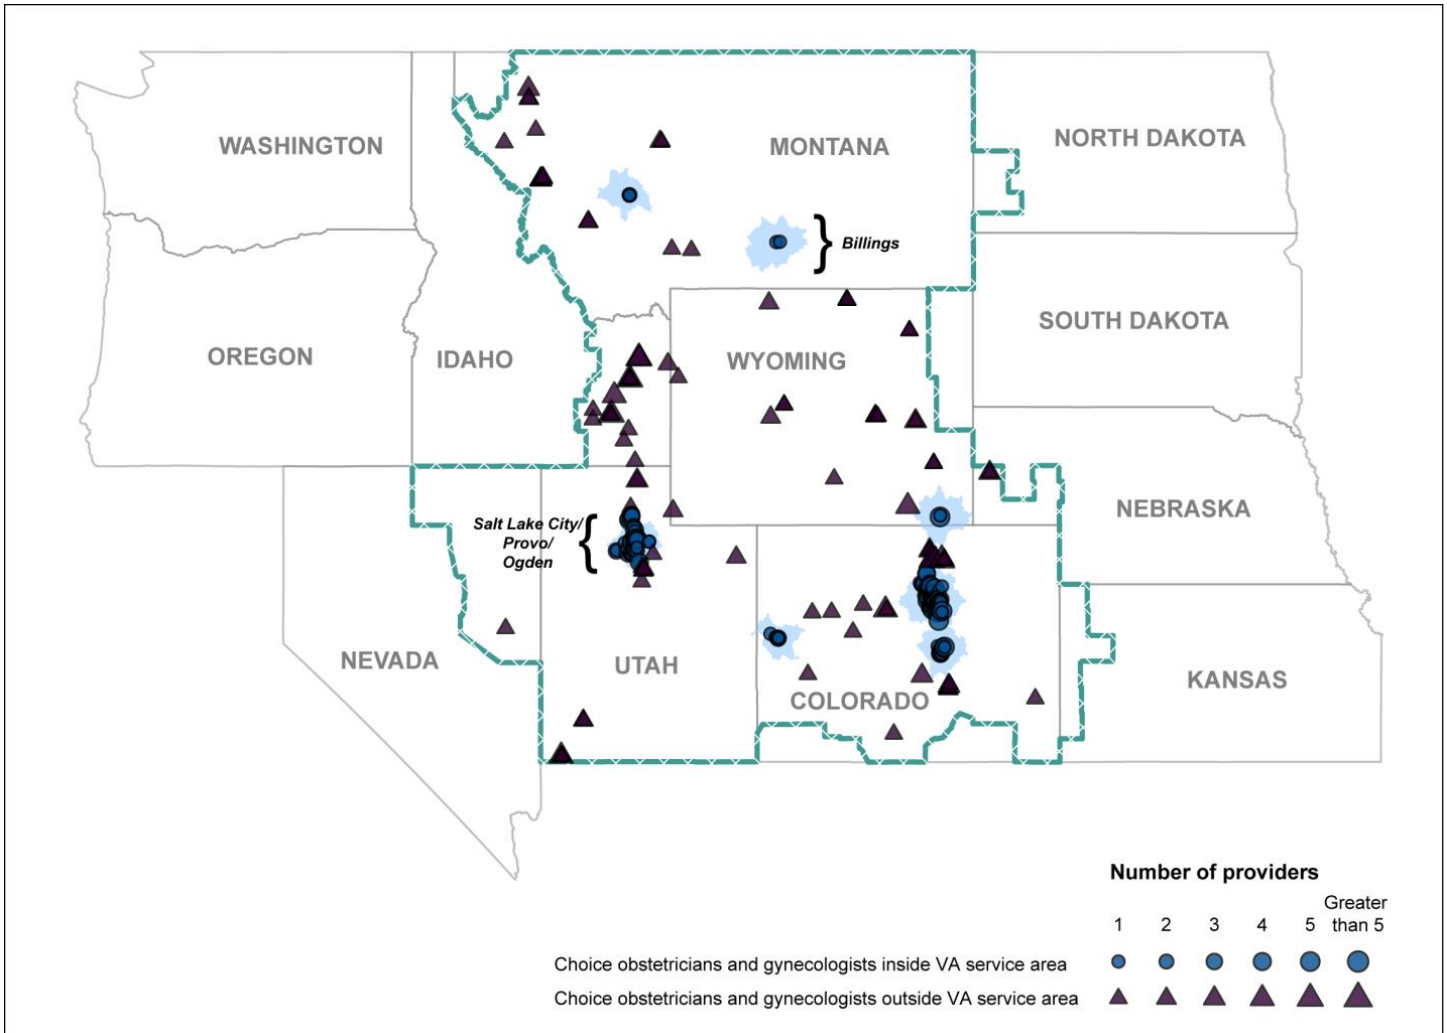 WASHINGTON
MONTANA
NORTH DAKOTA
Billings
OREGON
IDAHO
WYOMING
SOUTH DAKOTA
Salt Lake City/
Provo/
Ogden
NEBRASKA
NEVADA
UTAH
COLORADO
KANSAS
Number of providers
Greater
1 2 3 4 5 than 5
Choice obstetricians and gynecologists inside VA service area
Choice obstetricians and gynecologists outside VA service area